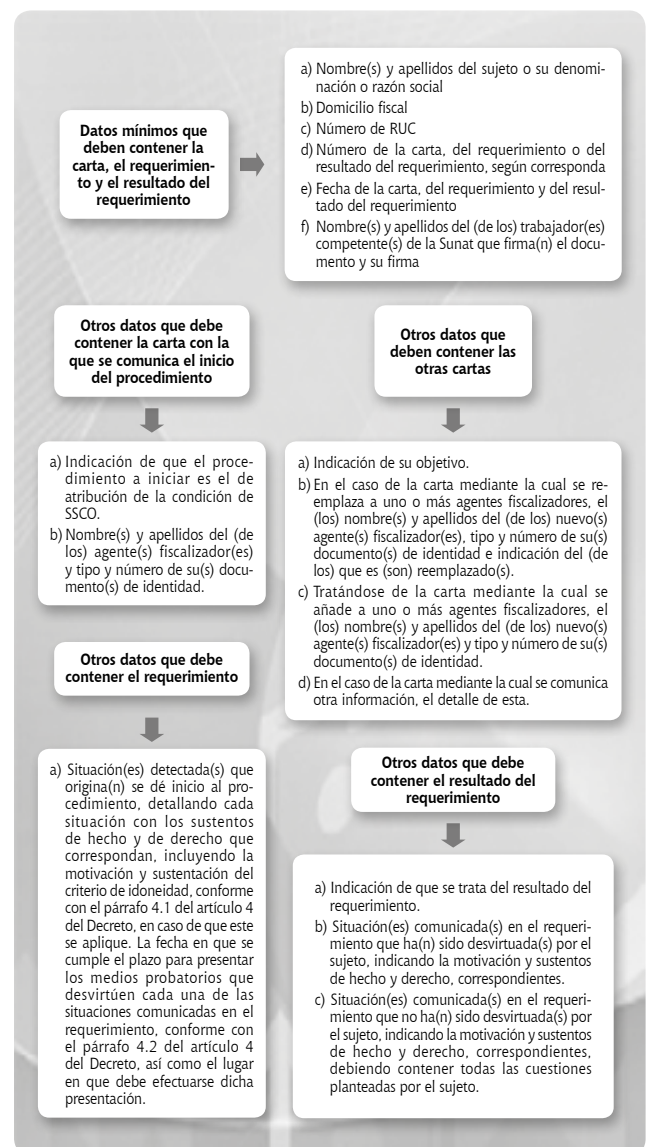 Datos mínimos que
deben contener la
carta, el requerimien-
to y el resultado del
requerimiento
a) Nombre(s) y apellidos del sujeto o su denomi-
nación o razón social
b) Domicilio fiscal
c) Número de RUC
d) Número de la carta, del requerimiento o del
resultado del requerimiento, según corresponda
e) Fecha de la carta, del requerimiento y del resul-
tado del requerimiento
f) Nombre(s) y apellidos del (de los) trabajador(es)
competente(s) de la Sunat que firma(n) el docu-
mento y su firma
Otros datos que debe
contener la carta con la
que se comunica el inicio
del procedimiento
a) Indicación de que el proce-
dimiento a iniciar es el de
atribución de la condición de
SSCO.
b) Nombre(s) y apellidos del (de
los) agente(s) fiscalizador(es)
y tipo y número de su(s) docu-
mento(s) de identidad.
Otros datos que
deben contener las
otras cartas
a) Indicación de su objetivo.
b) En el caso de la carta mediante la cual se re-
emplaza a uno o más agentes fiscalizadores, el
(los) nombre(s) y apellidos del (de los) nuevo(s)
agente(s) fiscalizador(es), tipo y número de su(s)
documento(s) de identidad e indicación del (de
los) que es (son) reemplazado(s).
c) Tratándose de la carta mediante la cual se
añade a uno o más agentes fiscalizadores, el
(los) nombre(s) y apellidos del (de los) nuevo(s)
agente(s) fiscalizador(es) y tipo y número de su(s)
documento(s) de identidad.
d) En el caso de la carta mediante la cual se comunica
otra información, el detalle de esta.
Otros datos que debe
contener el requerimiento
a) Situación(es) detectada(s) que
origina(n) se dé inicio al pro-
cedimiento, detallando cada
situación con los sustentos
de hecho y de derecho que
correspondan, incluyendo la
motivación y sustentación del
criterio de idoneidad, conforme
con el párrafo 4.1 del artículo 4
del Decreto, en caso de que este
se aplique. La fecha en que se
cumple el plazo para presentar
los medios probatorios que
desvirtúen cada una de las
situaciones comunicadas en el
requerimiento, conforme con
el párrafo 4.2 del artículo 4
del Decreto, así como el lugar
en que debe efectuarse dicha
presentación.
Otros datos que debe
contener el resultado del
requerimiento
a) Indicación de que se trata del resultado del
requerimiento.
b) Situación(es) comunicada(s) en el requeri-
miento que ha(n) sido desvirtuada(s) por el
sujeto, indicando la motivación y sustentos
de hecho y derecho, correspondientes.
c) Situación(es) comunicada(s) en el requeri-
miento que no ha(n) sido desvirtuada(s) por
el sujeto, indicando la motivación y sustentos
de hecho y derecho, correspondientes,
debiendo contener todas las cuestiones
planteadas por el sujeto.